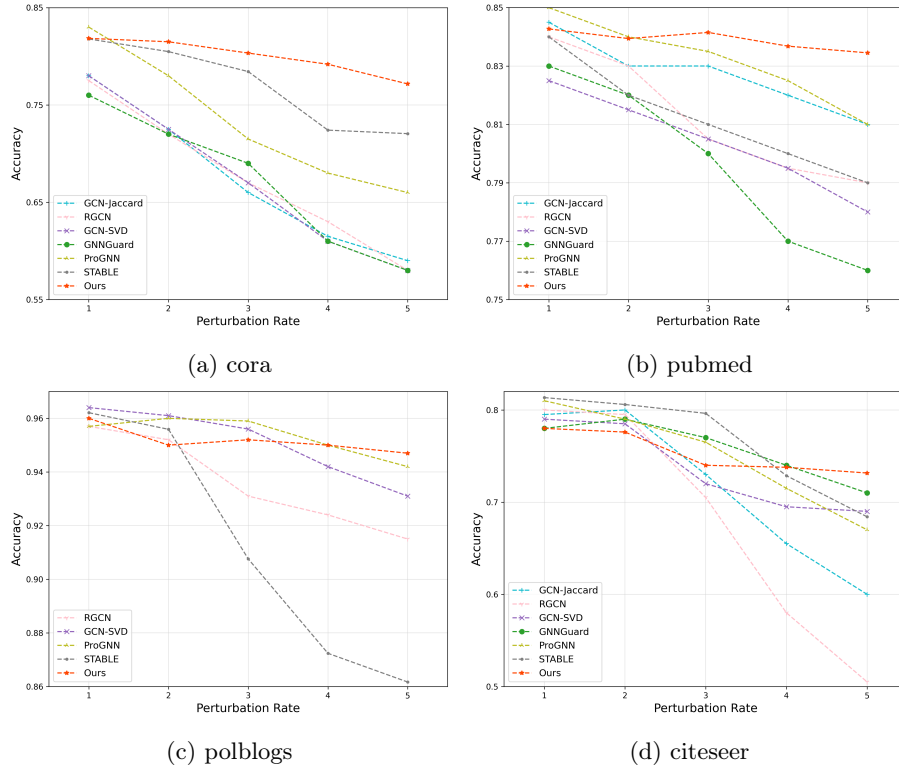 0.85
0.75
0.65
0.55
Accuracy
GCN-Jaccard
RGCN
GCN-SVD
GNNGuard
ProGNN
STABLE
Ours
1 2 3 4 5
Perturbation Rate
(a) cora
0.85
0.83
0.81
0.79
0.77
0.75
Accuracy
GCN-Jaccard
RGCN
GCN-SVD
GNNGuard
ProGNN
STABLE
Ours
1 2 3 4 5
Perturbation Rate
(b) pubmed
0.96
0.94
0.92
0.90
0.88
0.86
Accuracy
RGCN
GCN-SVD
ProGNN
STABLE
Ours
1 2 3 4 5
Perturbation Rate
(c) polblogs
0.8
0.7
0.6
0.5
Accuracy
GCN-Jaccard
RGCN
GCN-SVD
GNNGuard
ProGNN
STABLE
Ours
1 2 3 4 5
Perturbation Rate
(d) citeseer